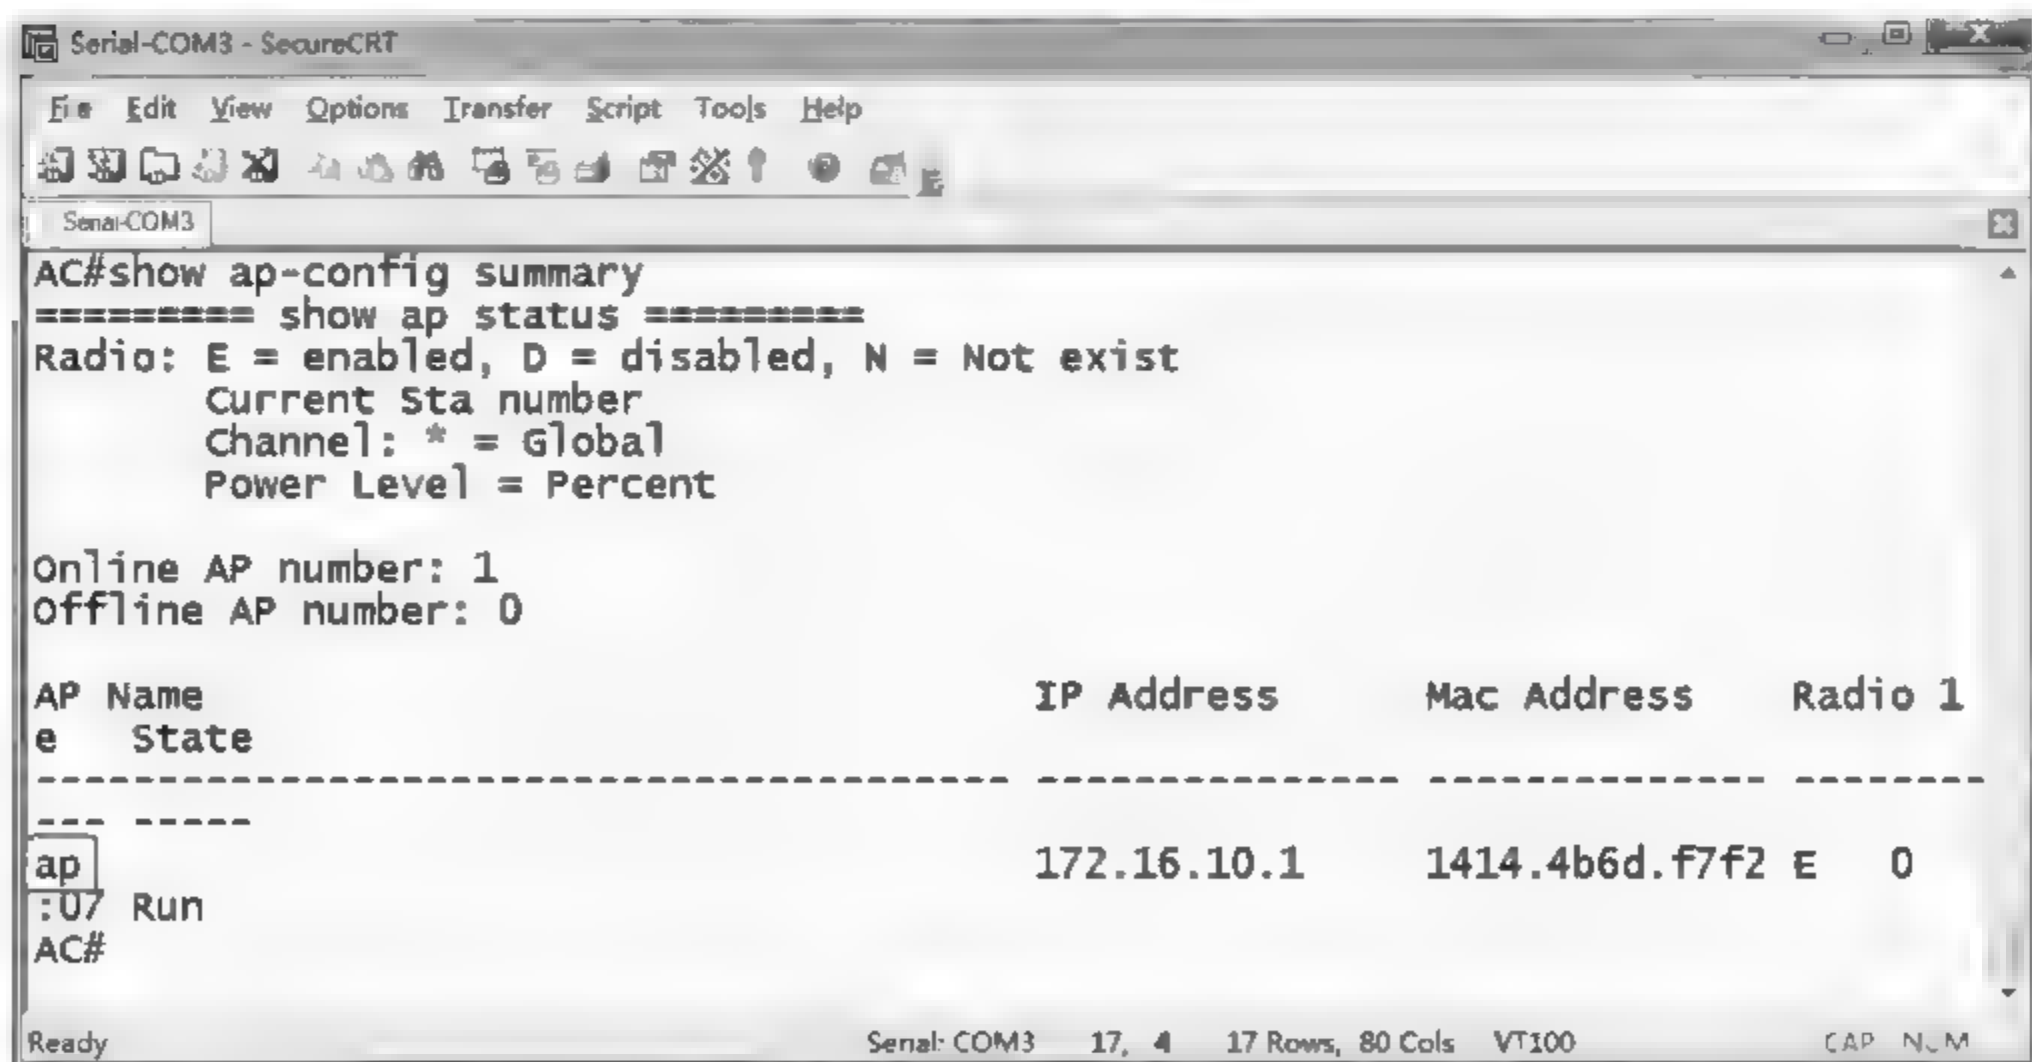 Serial-COM3 - SecureCRT
File Edit View Options Transfer Script Tools Help
Serial-COM3
AC#show ap-config summary
========= show ap status =========
Radio: E = enabled, D = disabled, N = Not exist
Current Sta number
Channel: * = Global
Power Level = Percent
Online AP number: 1
Offline AP number: 0
AP Name IP Address Mac Address Radio 1
e State
---------------------------------------- --------------- -------------- --------
--- -----
ap 172.16.10.1 1414.4b6d.f7f2 E 0
:07 Run
AC#
Ready Serial: COM3 17, 4 17 Rows, 80 Cols VT100 CAP NUM